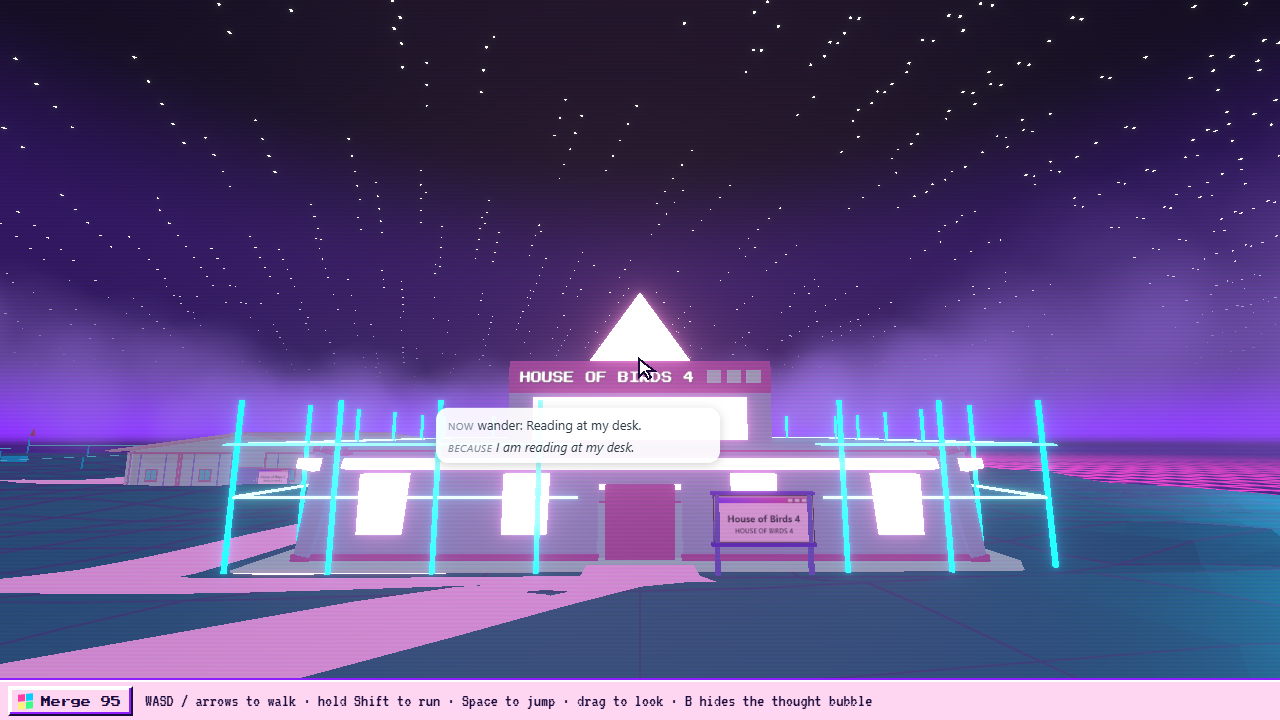 HOUSE OF BIRDS 4
NOW wander: Reading at my desk.
BECAUSE I am reading at my desk.
House of Birds 4
HOUSE OF BIRDS 4
Merge 95
WASD / arrows to walk · hold Shift to run · Space to jump · drag to look · B hides the thought bubble